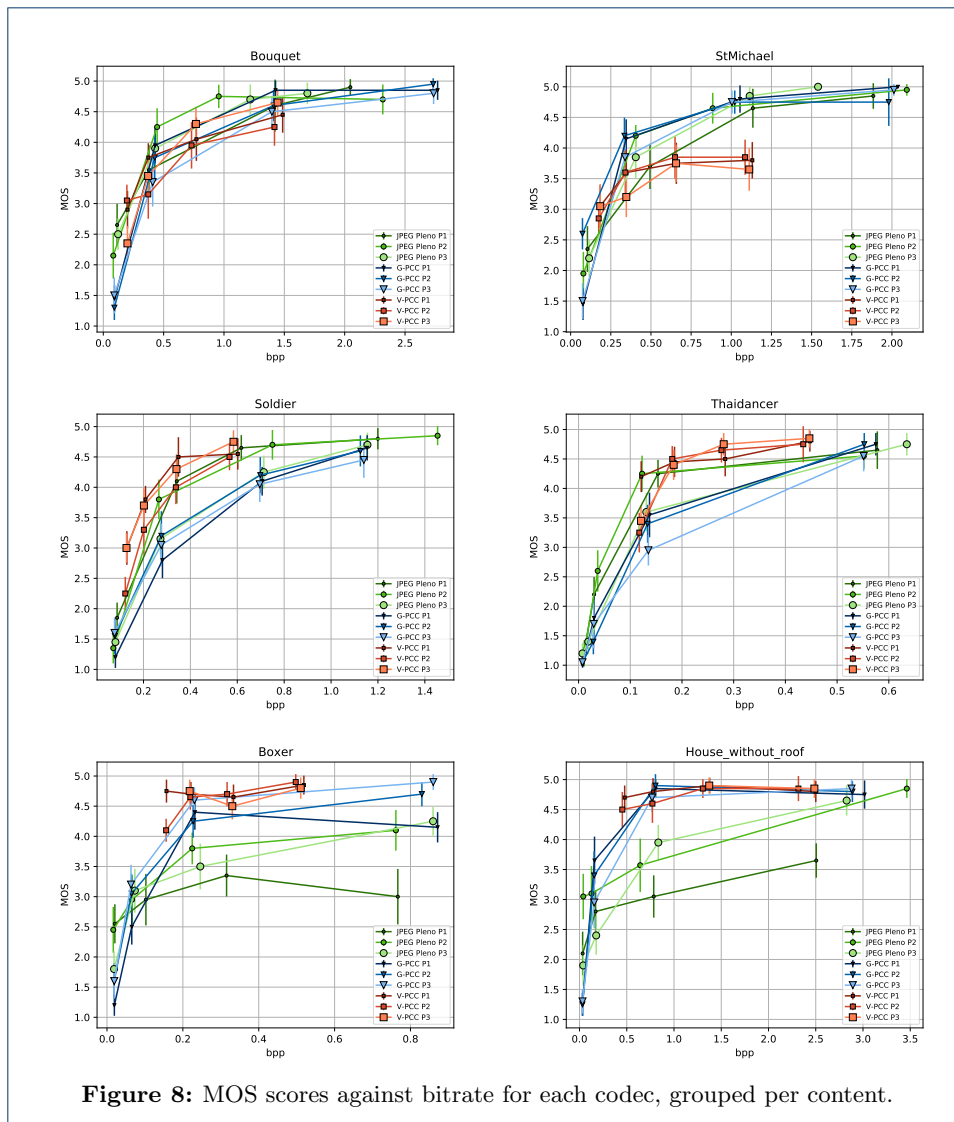 Bouquet
5.0
4.5
4.0
3.5
3.0
2.5
2.0
1.5
1.0
MOS
0.0 0.5 1.0 1.5 2.0 2.5
bpp
JPEG Pleno P1
JPEG Pleno P2
JPEG Pleno P3
G-PCC P1
G-PCC P2
G-PCC P3
V-PCC P1
V-PCC P2
V-PCC P3
StMichael
5.0
4.5
4.0
3.5
3.0
2.5
2.0
1.5
1.0
MOS
0.00 0.25 0.50 0.75 1.00 1.25 1.50 1.75 2.00
bpp
JPEG Pleno P1
JPEG Pleno P2
JPEG Pleno P3
G-PCC P1
G-PCC P2
G-PCC P3
V-PCC P1
V-PCC P2
V-PCC P3
Soldier
5.0
4.5
4.0
3.5
3.0
2.5
2.0
1.5
1.0
MOS
0.2 0.4 0.6 0.8 1.0 1.2 1.4
bpp
JPEG Pleno P1
JPEG Pleno P2
JPEG Pleno P3
G-PCC P1
G-PCC P2
G-PCC P3
V-PCC P1
V-PCC P2
V-PCC P3
Thaidancer
5.0
4.5
4.0
3.5
3.0
2.5
2.0
1.5
1.0
MOS
0.0 0.1 0.2 0.3 0.4 0.5 0.6
bpp
JPEG Pleno P1
JPEG Pleno P2
JPEG Pleno P3
G-PCC P1
G-PCC P2
G-PCC P3
V-PCC P1
V-PCC P2
V-PCC P3
Boxer
5.0
4.5
4.0
3.5
3.0
2.5
2.0
1.5
1.0
MOS
0.0 0.2 0.4 0.6 0.8
bpp
JPEG Pleno P1
JPEG Pleno P2
JPEG Pleno P3
G-PCC P1
G-PCC P2
G-PCC P3
V-PCC P1
V-PCC P2
V-PCC P3
House_without_roof
5.0
4.5
4.0
3.5
3.0
2.5
2.0
1.5
1.0
MOS
0.0 0.5 1.0 1.5 2.0 2.5 3.0 3.5
bpp
JPEG Pleno P1
JPEG Pleno P2
JPEG Pleno P3
G-PCC P1
G-PCC P2
G-PCC P3
V-PCC P1
V-PCC P2
V-PCC P3
Figure 8: MOS scores against bitrate for each codec, grouped per content.